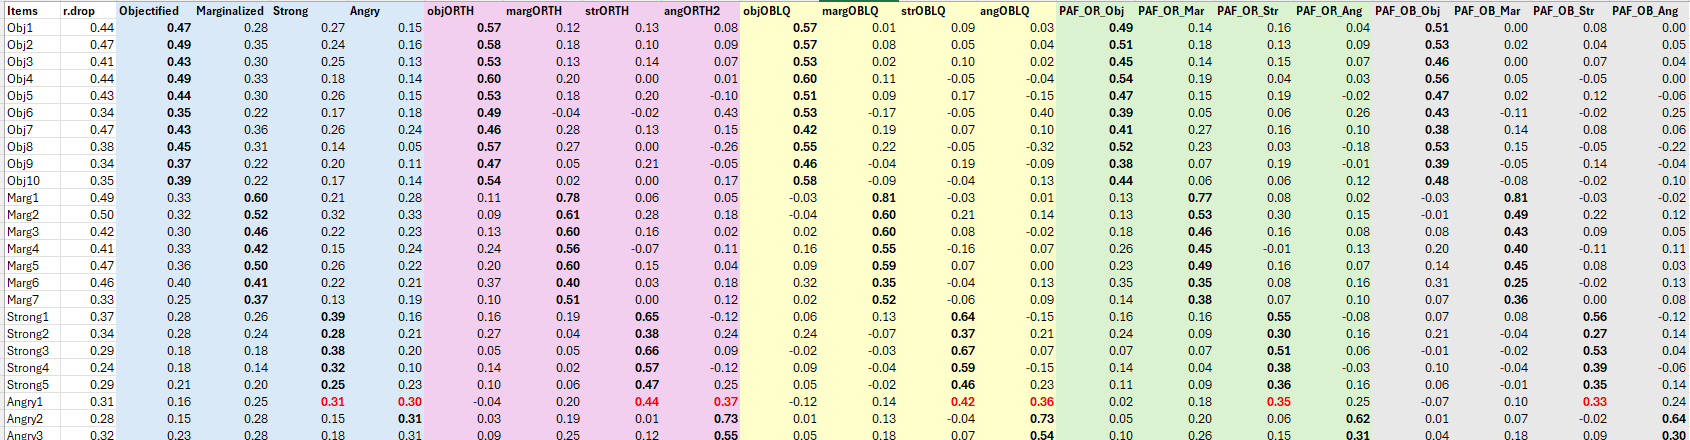 Items r.drop Objectified Marginalized Strong Angry objORTH margORTH strORTH angORTH2 objOBLQ margOBLQ strOBLQ angOBLQ PAF_OR_Obj PAF_OR_Mar PAF_OR_Str PAF_OR_Ang PAF_OB_Obj PAF_OB_Mar PAF_OB_Str PAF_OB_Ang
Obj1 0.44 0.47 0.28 0.27 0.15 0.57 0.12 0.13 0.08 0.57 0.01 0.09 0.03 0.49 0.14 0.16 0.04 0.51 0.00 0.08 0.00
Obj2 0.47 0.49 0.35 0.24 0.16 0.58 0.18 0.10 0.09 0.57 0.08 0.05 0.04 0.51 0.18 0.13 0.09 0.53 0.02 0.04 0.05
Obj3 0.41 0.43 0.30 0.25 0.13 0.53 0.13 0.14 0.07 0.53 0.02 0.10 0.02 0.45 0.14 0.15 0.07 0.46 0.00 0.07 0.04
Obj4 0.44 0.49 0.33 0.18 0.14 0.60 0.20 0.00 0.01 0.60 0.11 -0.05 -0.04 0.54 0.19 0.04 0.03 0.56 0.05 -0.05 0.00
Obj5 0.43 0.44 0.30 0.26 0.15 0.53 0.18 0.20 -0.10 0.51 0.09 0.17 -0.15 0.47 0.15 0.19 -0.02 0.47 0.02 0.12 -0.06
Obj6 0.34 0.35 0.22 0.17 0.18 0.49 -0.04 -0.02 0.43 0.53 -0.17 -0.05 0.40 0.39 0.05 0.06 0.26 0.43 -0.11 -0.02 0.25
Obj7 0.47 0.43 0.36 0.26 0.24 0.46 0.28 0.13 0.15 0.42 0.19 0.07 0.10 0.41 0.27 0.16 0.10 0.38 0.14 0.08 0.06
Obj8 0.38 0.45 0.31 0.14 0.05 0.57 0.27 0.00 -0.26 0.55 0.22 -0.05 -0.32 0.52 0.23 0.03 -0.18 0.53 0.15 -0.05 -0.22
Obj9 0.34 0.37 0.22 0.20 0.11 0.47 0.05 0.21 -0.05 0.46 -0.04 0.19 -0.09 0.38 0.07 0.19 -0.01 0.39 -0.05 0.14 -0.04
Obj10 0.35 0.39 0.22 0.17 0.14 0.54 0.02 0.00 0.17 0.58 -0.09 -0.04 0.13 0.44 0.06 0.06 0.12 0.48 -0.08 -0.02 0.10
Marg1 0.49 0.33 0.60 0.21 0.28 0.11 0.78 0.06 0.05 -0.03 0.81 -0.03 0.01 0.13 0.77 0.08 0.02 -0.03 0.81 -0.03 -0.02
Marg2 0.50 0.32 0.52 0.32 0.33 0.09 0.61 0.28 0.18 -0.04 0.60 0.21 0.14 0.13 0.53 0.30 0.15 -0.01 0.49 0.22 0.12
Marg3 0.42 0.30 0.46 0.22 0.23 0.13 0.60 0.16 0.02 0.02 0.60 0.08 -0.02 0.18 0.46 0.16 0.08 0.08 0.43 0.09 0.05
Marg4 0.41 0.33 0.42 0.15 0.24 0.24 0.56 -0.07 0.11 0.16 0.55 -0.16 0.07 0.26 0.45 -0.01 0.13 0.20 0.40 -0.11 0.11
Marg5 0.47 0.36 0.50 0.26 0.22 0.20 0.60 0.15 0.04 0.09 0.59 0.07 0.00 0.23 0.49 0.16 0.07 0.14 0.45 0.08 0.03
Marg6 0.46 0.40 0.41 0.22 0.21 0.37 0.40 0.03 0.18 0.32 0.35 -0.04 0.13 0.35 0.35 0.08 0.16 0.31 0.25 -0.02 0.13
Marg7 0.33 0.25 0.37 0.13 0.19 0.10 0.51 0.00 0.12 0.02 0.52 -0.06 0.09 0.14 0.38 0.07 0.10 0.07 0.36 0.00 0.08
Strong1 0.37 0.28 0.26 0.39 0.16 0.16 0.19 0.65 -0.12 0.06 0.13 0.64 -0.15 0.16 0.16 0.55 -0.08 0.07 0.08 0.56 -0.12
Strong2 0.34 0.28 0.24 0.28 0.21 0.27 0.04 0.38 0.24 0.24 -0.07 0.37 0.21 0.24 0.09 0.30 0.16 0.21 -0.04 0.27 0.14
Strong3 0.29 0.18 0.18 0.38 0.20 0.05 0.05 0.66 0.09 -0.02 -0.03 0.67 0.07 0.07 0.07 0.51 0.06 -0.01 -0.02 0.53 0.04
Strong4 0.24 0.18 0.14 0.32 0.10 0.14 0.02 0.57 -0.12 0.09 -0.04 0.59 -0.15 0.14 0.04 0.38 -0.03 0.10 -0.04 0.39 -0.06
Strong5 0.29 0.21 0.20 0.25 0.23 0.10 0.06 0.47 0.25 0.05 -0.02 0.46 0.23 0.11 0.09 0.36 0.16 0.06 -0.01 0.35 0.14
Angry1 0.31 0.16 0.25 0.31 0.30 -0.04 0.20 0.44 0.37 -0.12 0.14 0.42 0.36 0.02 0.18 0.35 0.25 -0.07 0.10 0.33 0.24
Angry2 0.28 0.15 0.28 0.15 0.31 0.03 0.19 0.01 0.73 0.01 0.13 -0.04 0.73 0.05 0.20 0.06 0.62 0.01 0.07 -0.02 0.64
Angry3 0.32 0.23 0.28 0.18 0.31 0.09 0.25 0.12 0.55 0.05 0.18 0.07 0.54 0.10 0.26 0.15 0.31 0.04 0.18 0.09 0.30